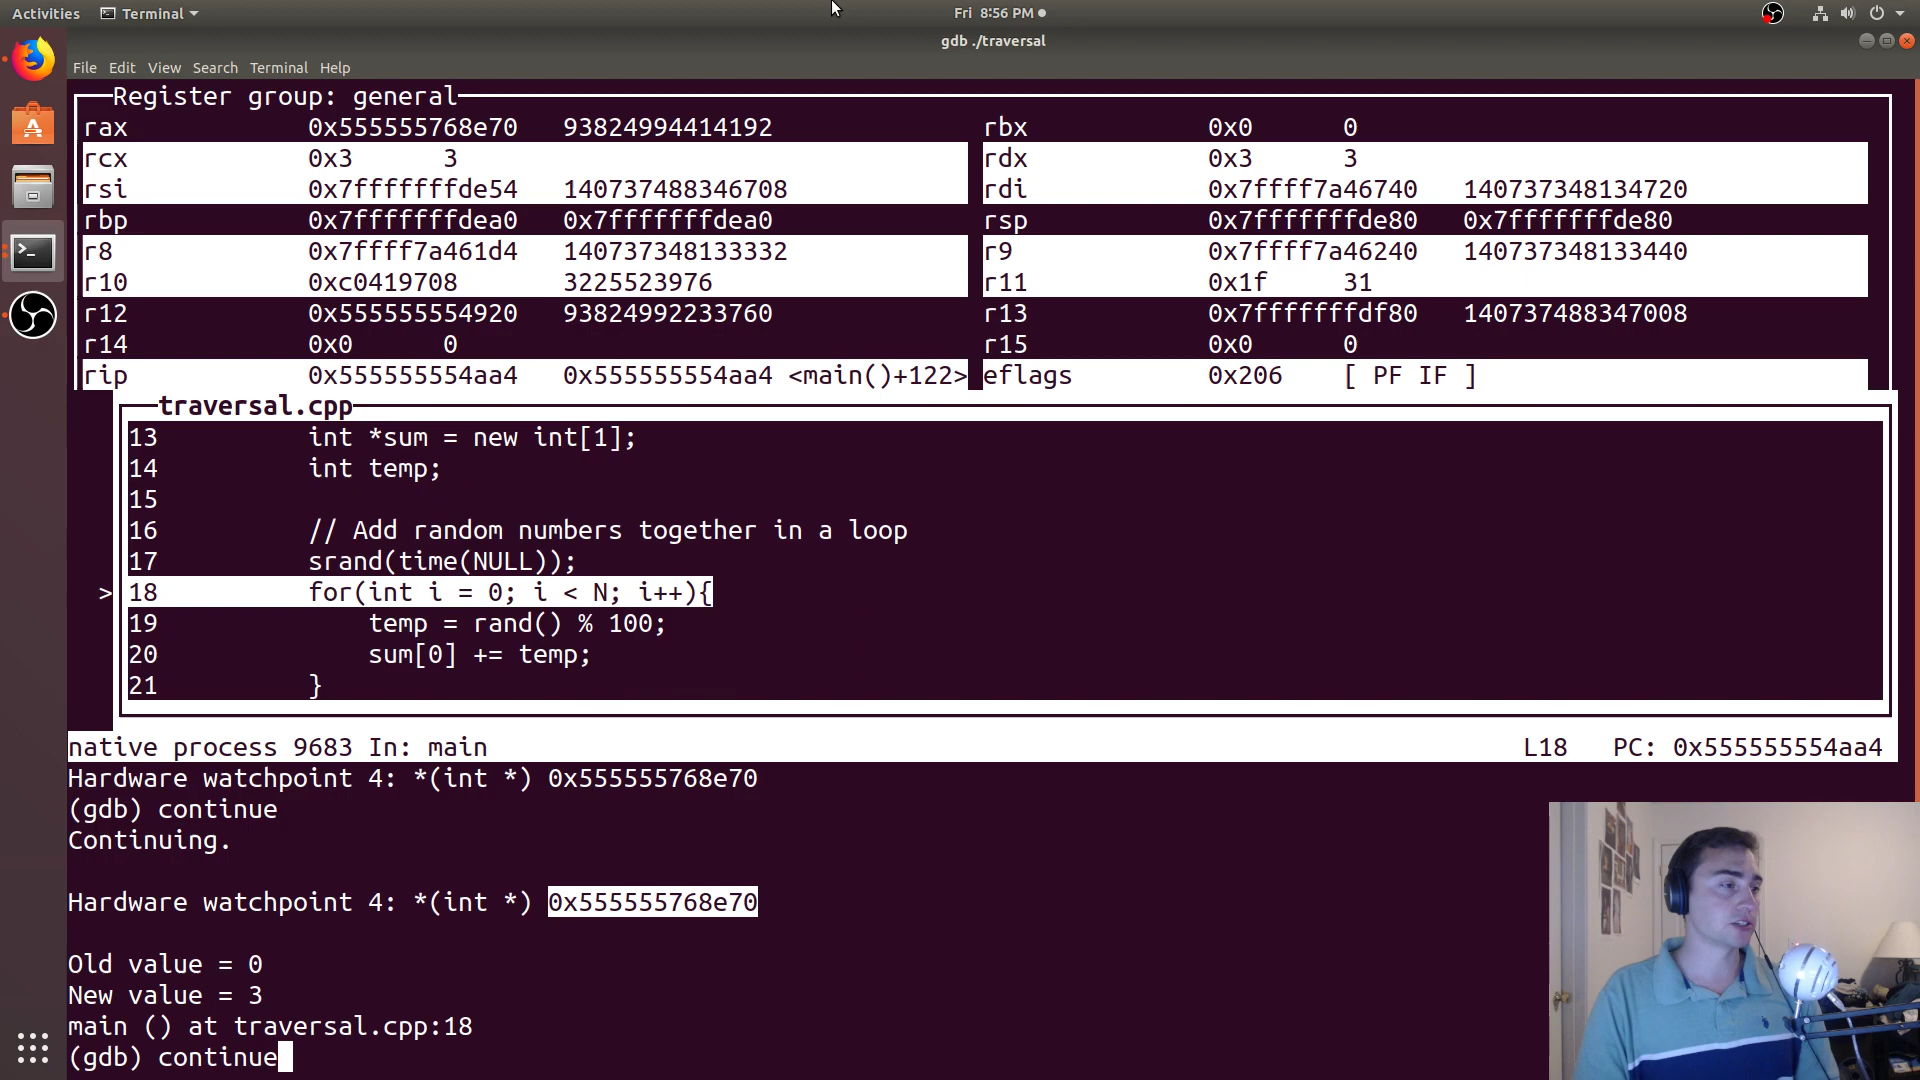 Activities Terminal Fri 8:56 PM
gdb ./traversal
File Edit View Search Terminal Help
Register group: general
rax 0x555555768e70 93824994414192 rbx 0x0 0
rcx 0x3 3 rdx 0x3 3
rsi 0x7fffffffde54 140737488346708 rdi 0x7ffff7a46740 140737348134720
rbp 0x7fffffffdea0 0x7fffffffdea0 rsp 0x7fffffffde80 0x7fffffffde80
r8 0x7ffff7a461d4 140737348133332 r9 0x7ffff7a46240 140737348133440
r10 0xc0419708 3225523976 r11 0x1f 31
r12 0x555555554920 93824992233760 r13 0x7fffffffdf80 140737488347008
r14 0x0 0 r15 0x0 0
rip 0x555555554aa4 0x555555554aa4 <main()+122> eflags 0x206 [ PF IF ]
traversal.cpp
13 int *sum = new int[1];
14 int temp;
15
16 // Add random numbers together in a loop
17 srand(time(NULL));
>18 for(int i = 0; i < N; i++){
19 temp = rand() % 100;
20 sum[0] += temp;
21 }
native process 9683 In: main L18 PC: 0x555555554aa4
Hardware watchpoint 4: *(int *) 0x555555768e70
(gdb) continue
Continuing.
Hardware watchpoint 4: *(int *) 0x555555768e70
Old value = 0
New value = 3
main () at traversal.cpp:18
(gdb) continue